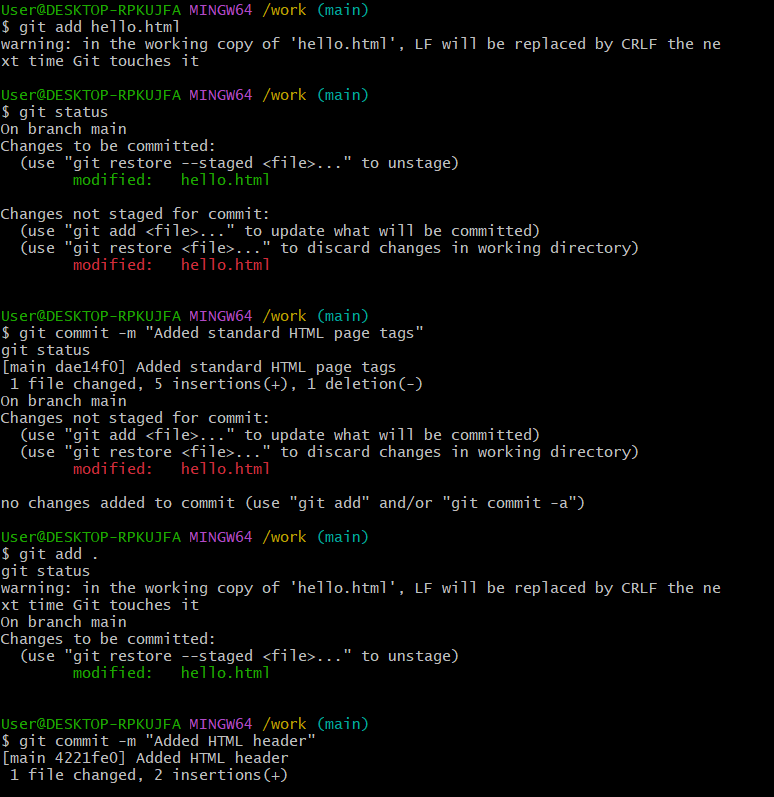 User@DESKTOP-RPKUJFA MINGW64 /work (main)
$ git add hello.html
warning: in the working copy of 'hello.html', LF will be replaced by CRLF the ne
xt time Git touches it
User@DESKTOP-RPKUJFA MINGW64 /work (main)
$ git status
On branch main
Changes to be committed:
  (use "git restore --staged <file>..." to unstage)
        modified:   hello.html
Changes not staged for commit:
  (use "git add <file>..." to update what will be committed)
  (use "git restore <file>..." to discard changes in working directory)
        modified:   hello.html
User@DESKTOP-RPKUJFA MINGW64 /work (main)
$ git commit -m "Added standard HTML page tags"
git status
[main dae14f0] Added standard HTML page tags
 1 file changed, 5 insertions(+), 1 deletion(-)
On branch main
Changes not staged for commit:
  (use "git add <file>..." to update what will be committed)
  (use "git restore <file>..." to discard changes in working directory)
        modified:   hello.html
no changes added to commit (use "git add" and/or "git commit -a")
User@DESKTOP-RPKUJFA MINGW64 /work (main)
$ git add .
git status
warning: in the working copy of 'hello.html', LF will be replaced by CRLF the ne
xt time Git touches it
On branch main
Changes to be committed:
  (use "git restore --staged <file>..." to unstage)
        modified:   hello.html
User@DESKTOP-RPKUJFA MINGW64 /work (main)
$ git commit -m "Added HTML header"
[main 4221fe0] Added HTML header
 1 file changed, 2 insertions(+)